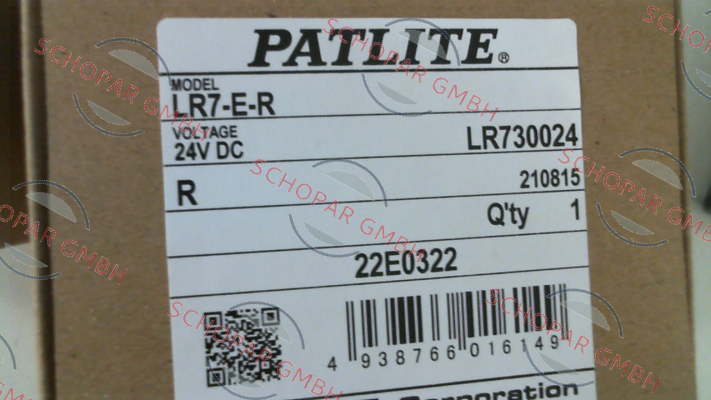 PATLITE®
MODEL
LR7-E-R
VOLTAGE
24V DC LR730024
R 210815
Q'ty 1
22E0322
4 938766 016149
Corporation
SCHOPAR GMBH
SCHOPAR GMBH
SCHOPAR GMBH
SCHOPAR GMBH
SCHOPAR GMBH
SCHOPAR GMBH